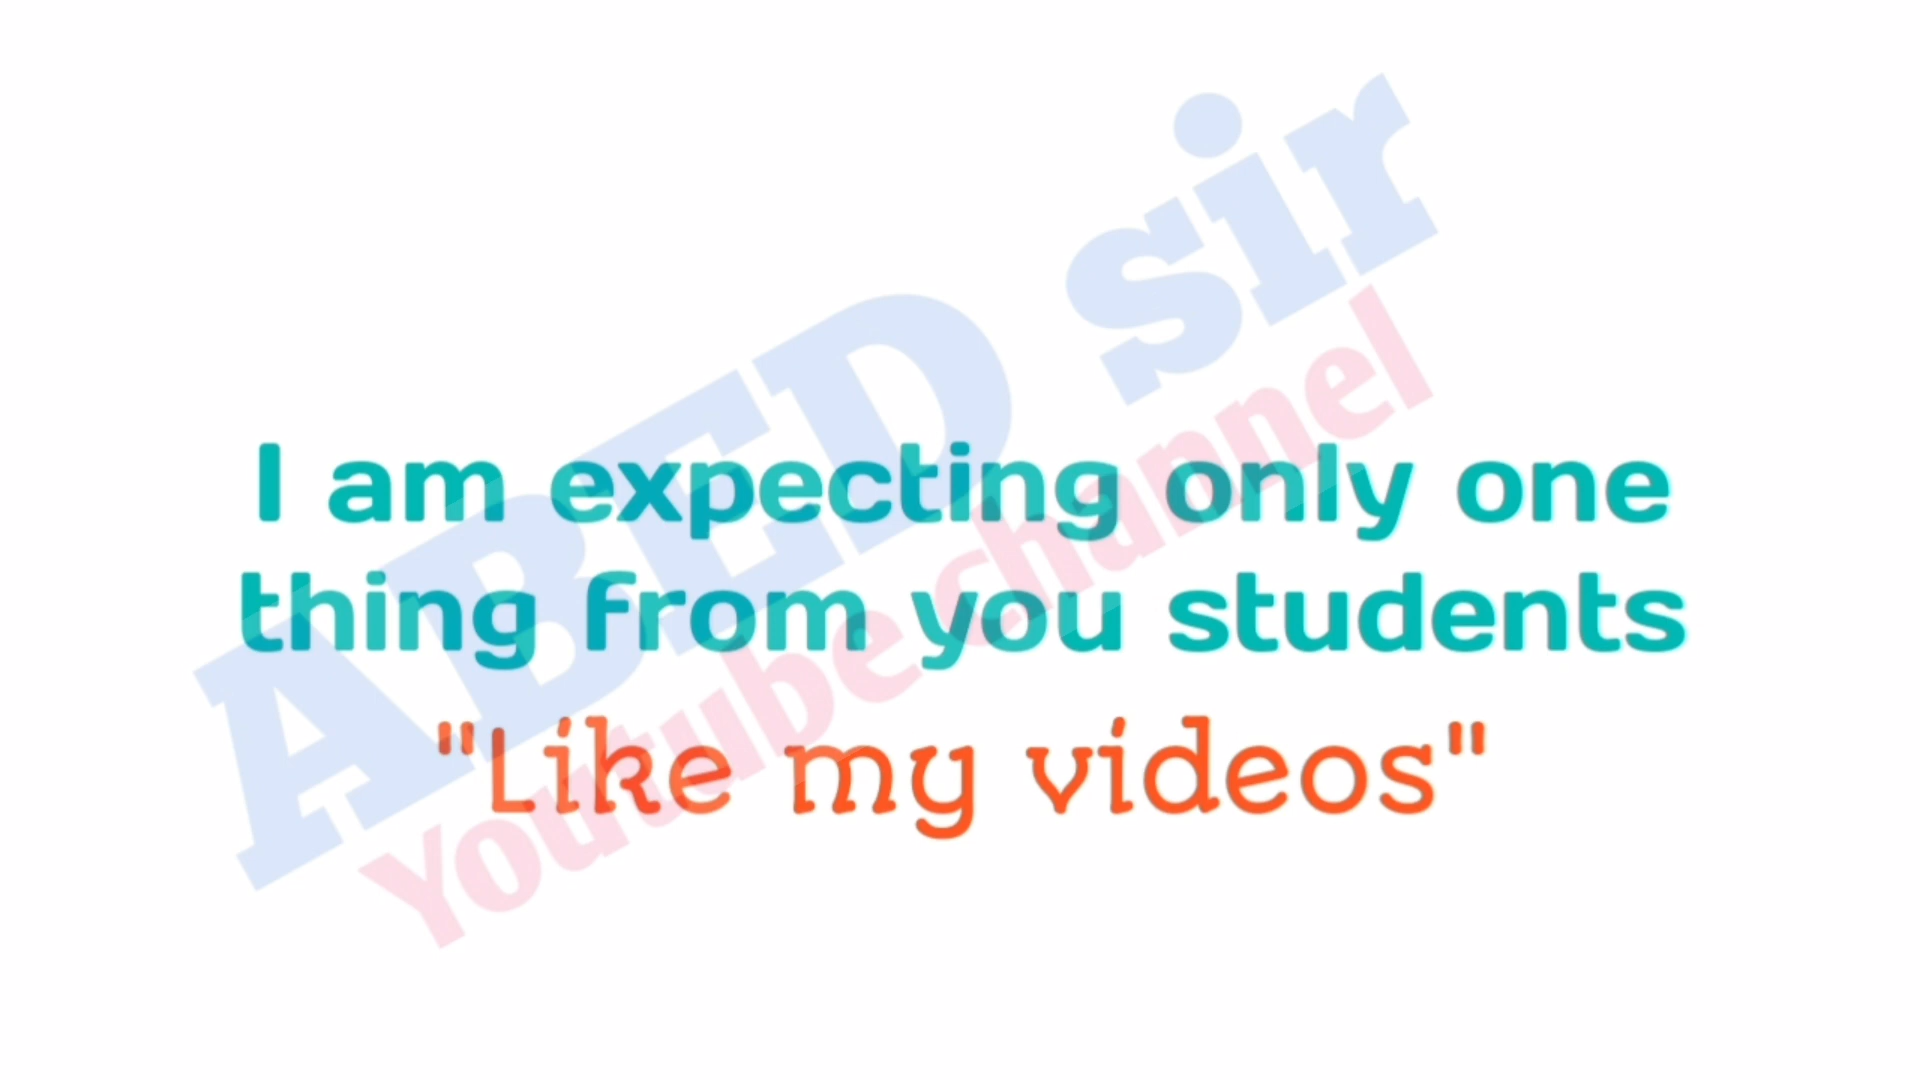 ABED sir
Youtube channel
I am expecting only one
thing from you students
"Like my videos"